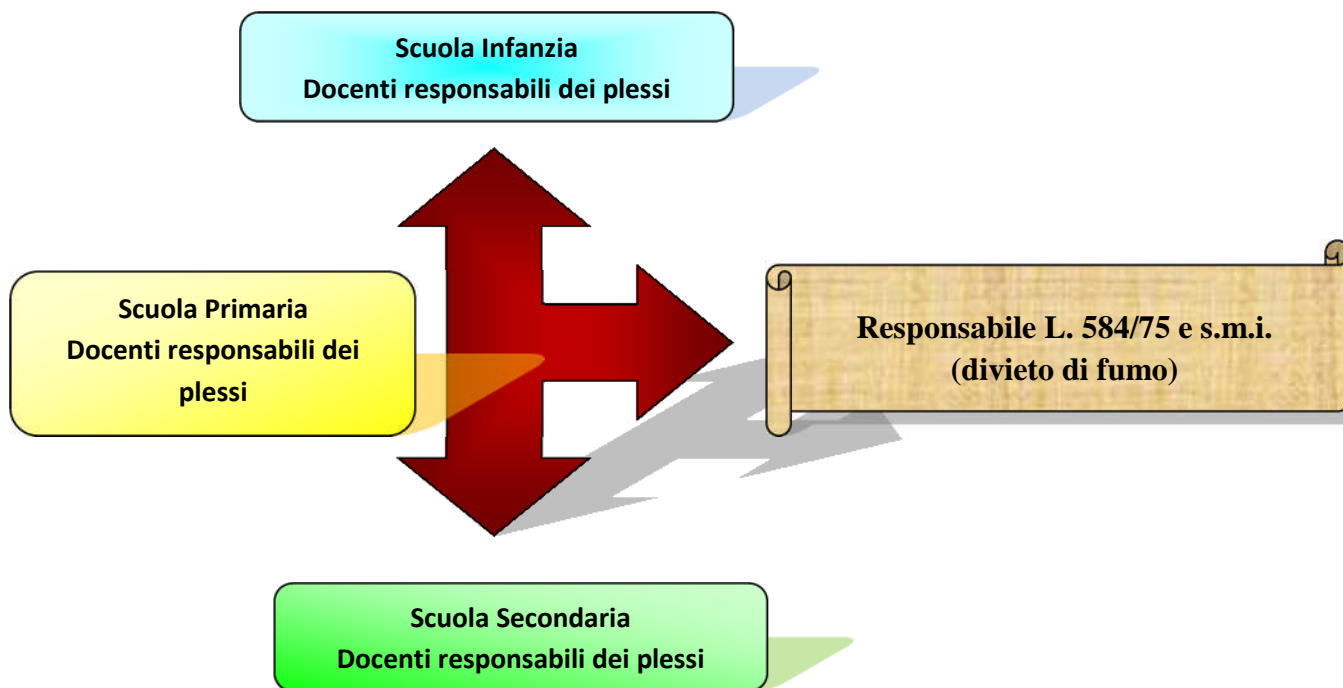 Scuola Infanzia
Docenti responsabili dei plessi
Scuola Primaria
Docenti responsabili dei
plessi
Responsabile L. 584/75 e s.m.i.
(divieto di fumo)
Scuola Secondaria
Docenti responsabili dei plessi